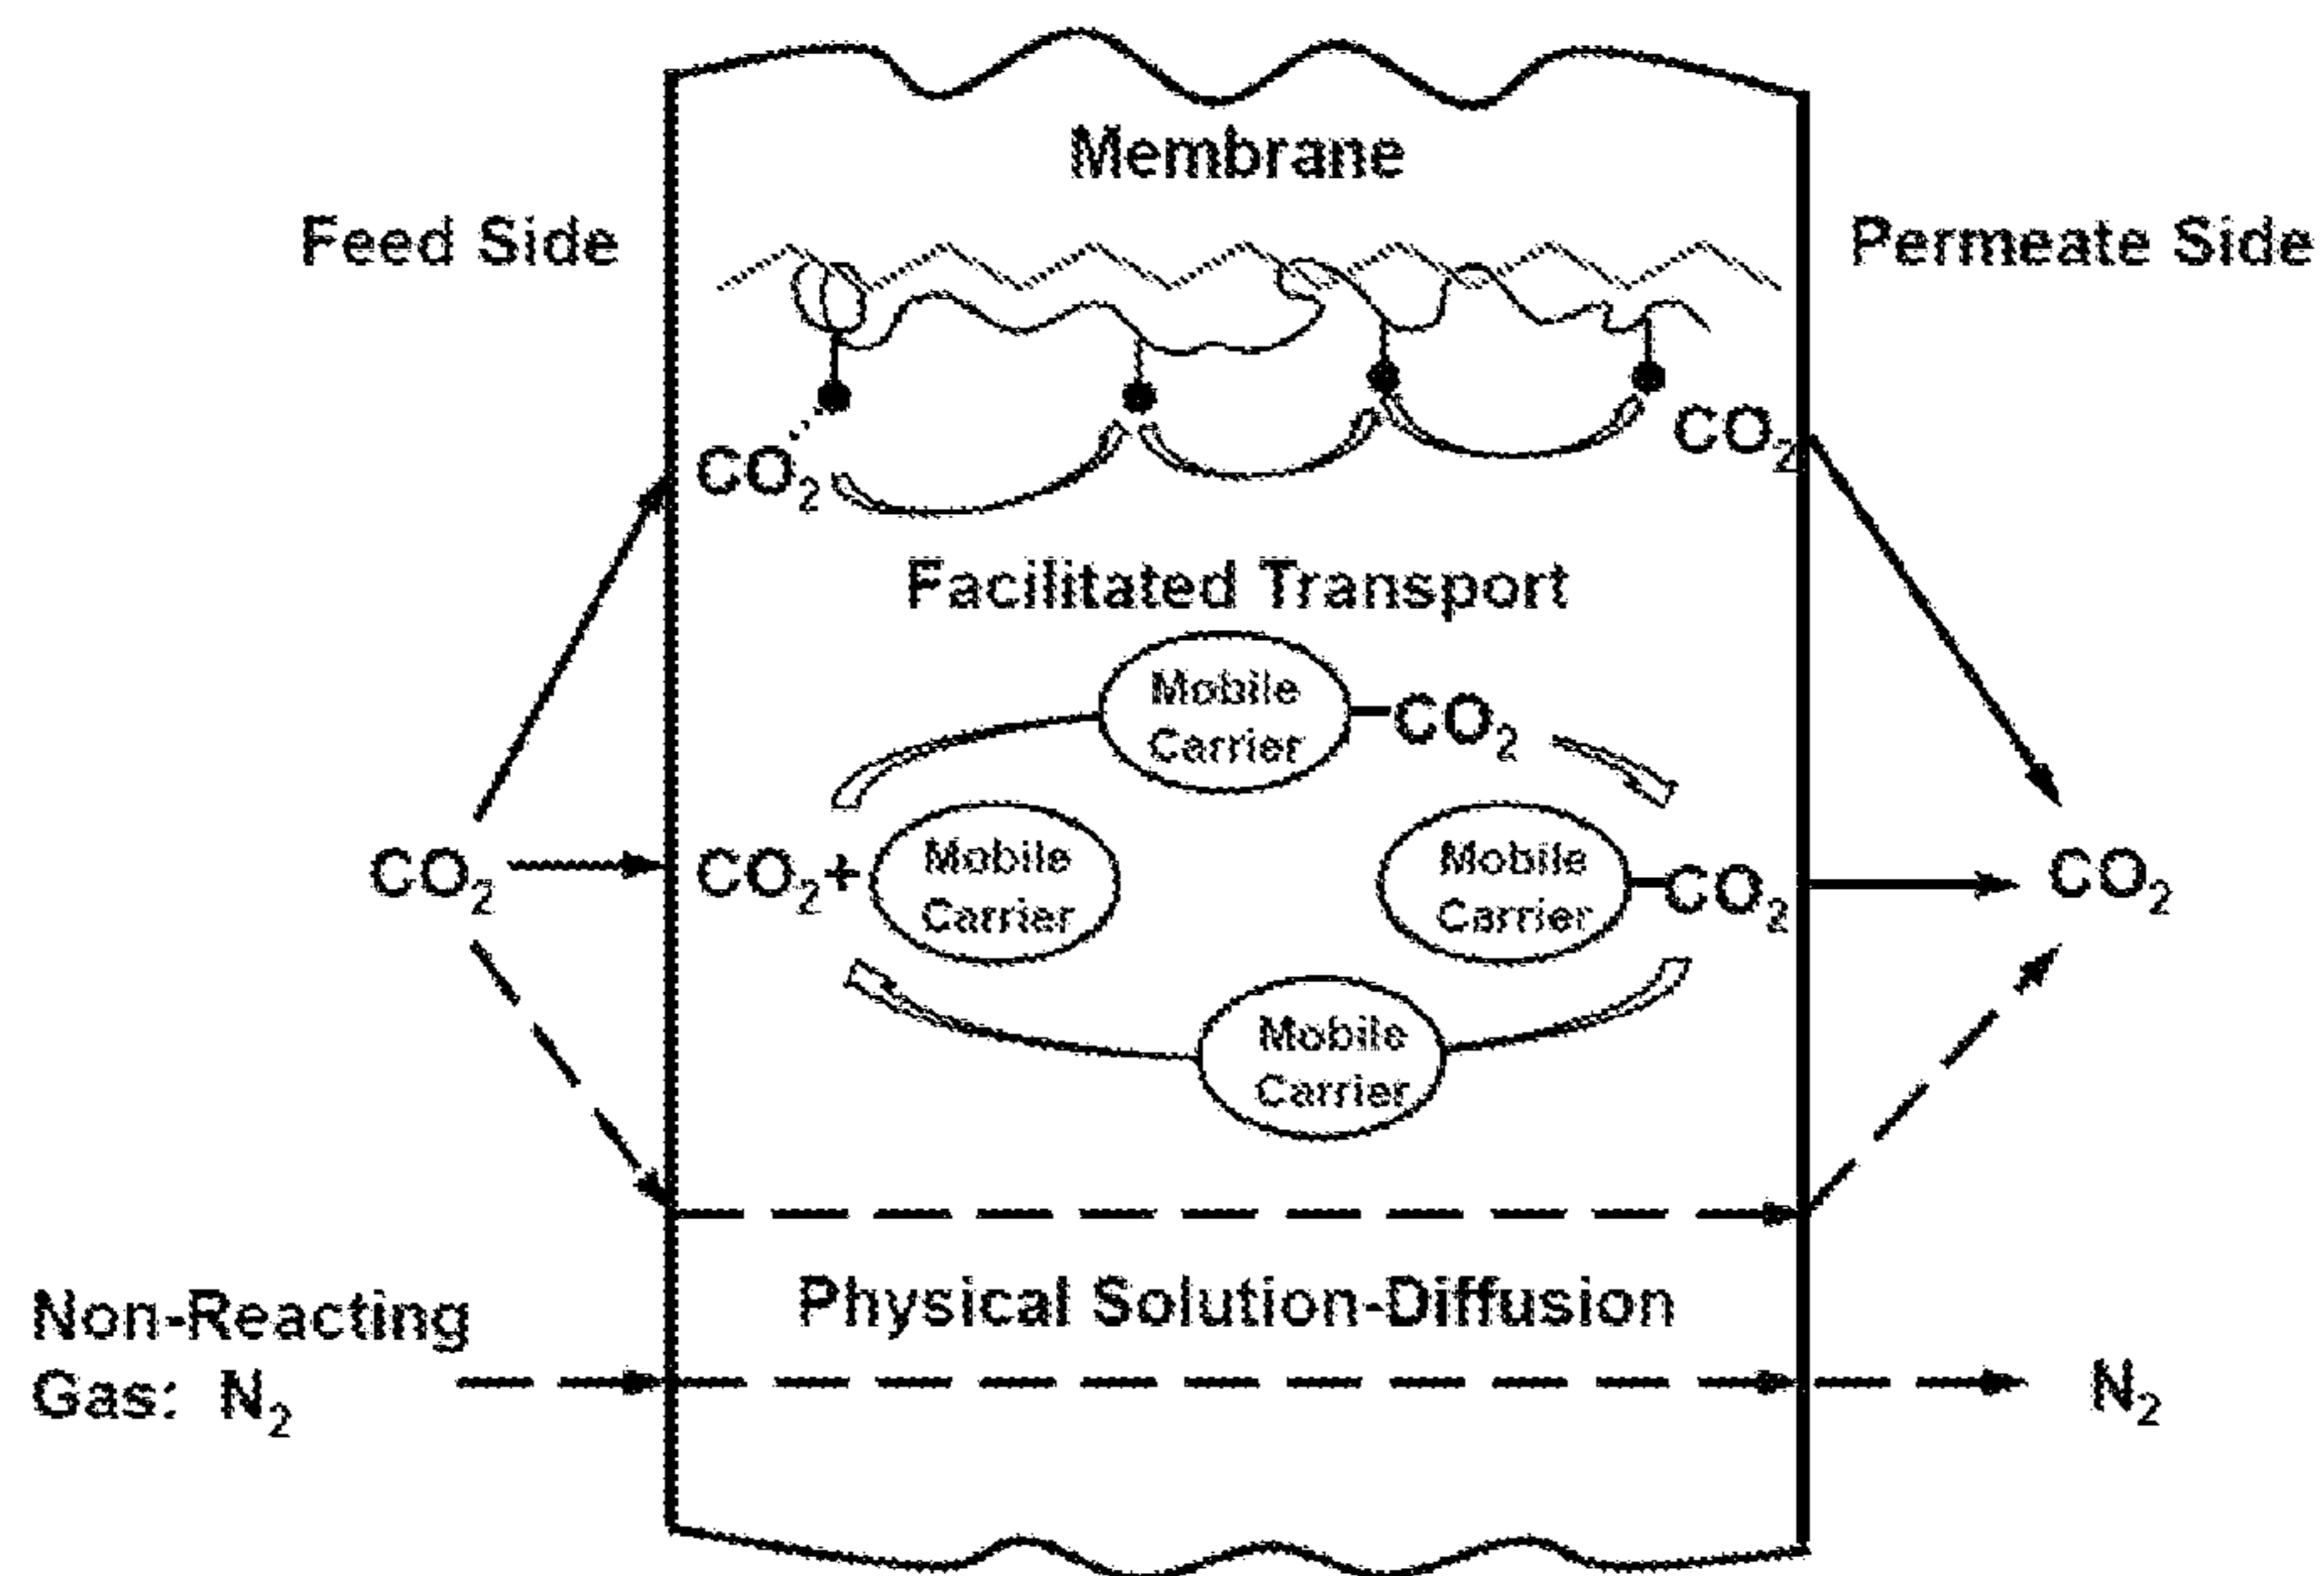 Membrane
Feed Side
Permeate Side
CO₂
CO₂
Facilitated Transport
Mobile
Carrier
CO₂
CO₂
CO₂+
Mobile
Carrier
Mobile
Carrier
CO₂
CO₂
Mobile
Carrier
Physical Solution-Diffusion
Non-Reacting
Gas: N₂
N₂